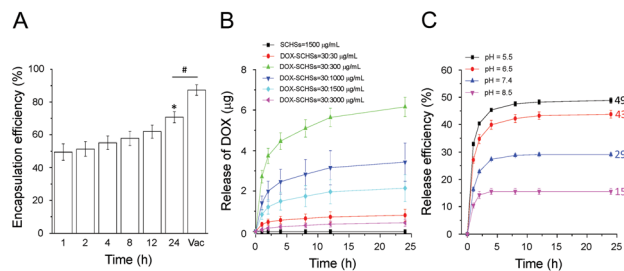 A
Encapsulation efficiency (%)
100
80
60
40
20
0
*
#
1 2 4 8 12 24 Vac
Time (h)
B
Release of DOX (μg)
8
6
4
2
0
SCHSs=1500 μg/mL
DOX-SCHSs=30:30 μg/mL
DOX-SCHSs=30:300 μg/mL
DOX-SCHSs=30:1000 μg/mL
DOX-SCHSs=30:1500 μg/mL
DOX-SCHSs=30:3000 μg/mL
0 5 10 15 20 25
Time (h)
C
Release efficiency (%)
60
50
40
30
20
10
0
pH = 5.5
pH = 6.5
pH = 7.4
pH = 8.5
49
43
29
15
0 5 10 15 20 25
Time (h)